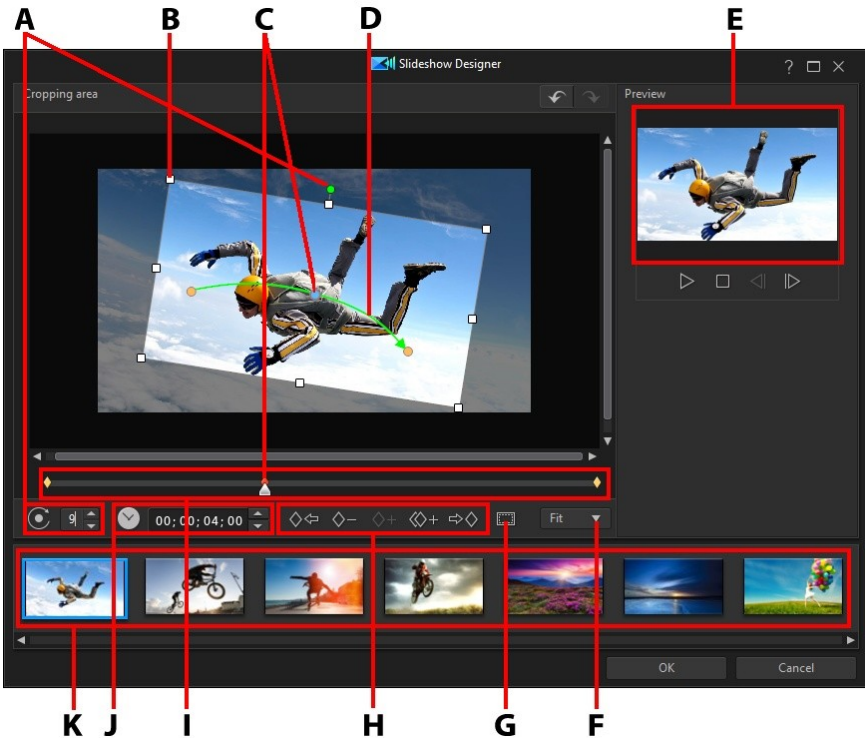 A B C D E
Slideshow Designer
?
Cropping area
Preview
9
00;00;04;00
Fit
OK Cancel
K J I H G F